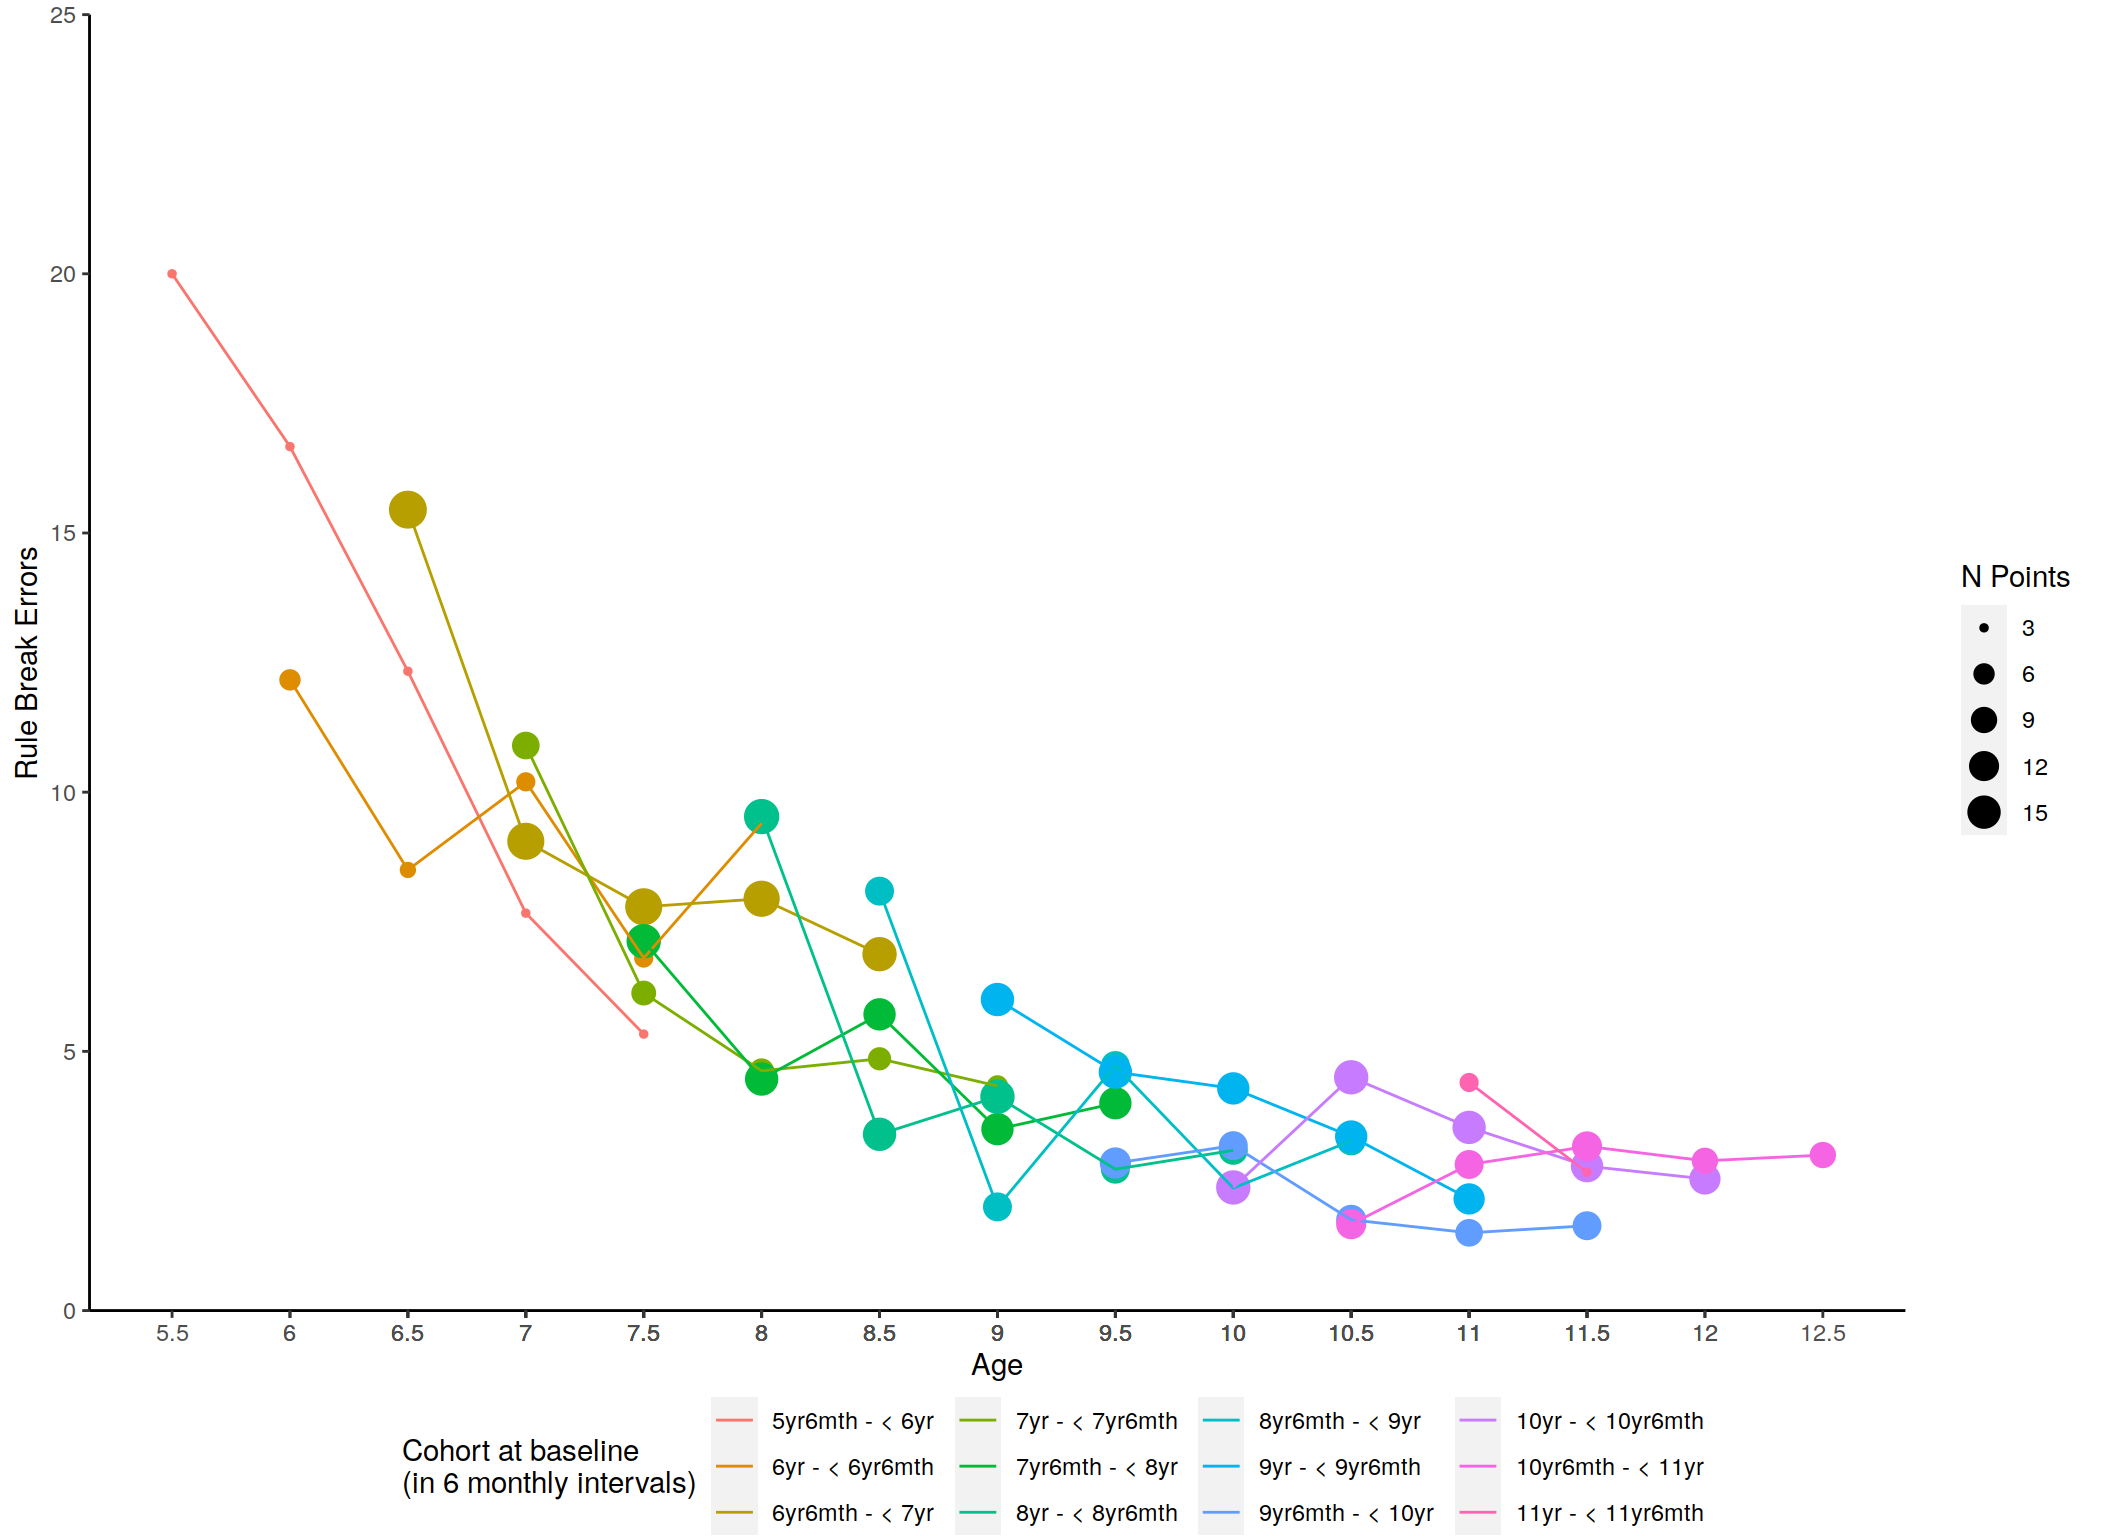 25
20
15
10
5
0
Rule Break Errors
5.5 6 6.5 7 7.5 8 8.5 9 9.5 10 10.5 11 11.5 12 12.5
Age
N Points
3
6
9
12
15
Cohort at baseline
(in 6 monthly intervals)
5yr6mth - < 6yr
6yr - < 6yr6mth
6yr6mth - < 7yr
7yr - < 7yr6mth
7yr6mth - < 8yr
8yr - < 8yr6mth
8yr6mth - < 9yr
9yr - < 9yr6mth
9yr6mth - < 10yr
10yr - < 10yr6mth
10yr6mth - < 11yr
11yr - < 11yr6mth